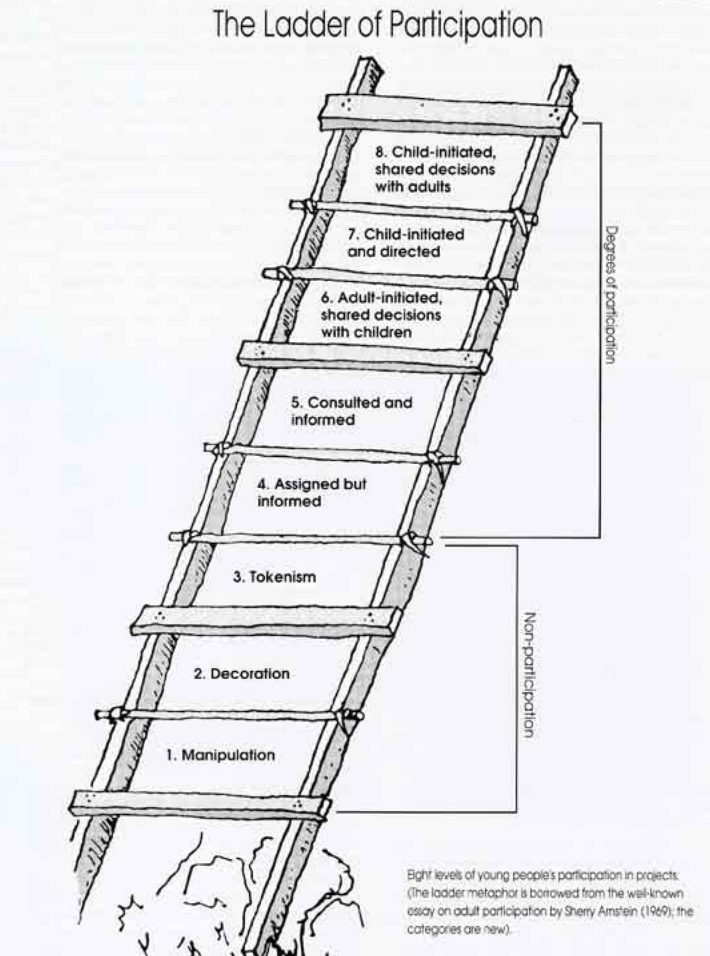 The Ladder of Participation
8. Child-initiated,
shared decisions
with adults
7. Child-initiated
and directed
6. Adult-initiated,
shared decisions
with children
5. Consulted and
informed
4. Assigned but
informed
3. Tokenism
2. Decoration
1. Manipulation
Degrees of participation
Non-participation
Eight levels of young people's participation in projects.
(The ladder metaphor is borrowed from the well-known
essay on adult participation by Sherry Arnstein (1969); the
categories are new).